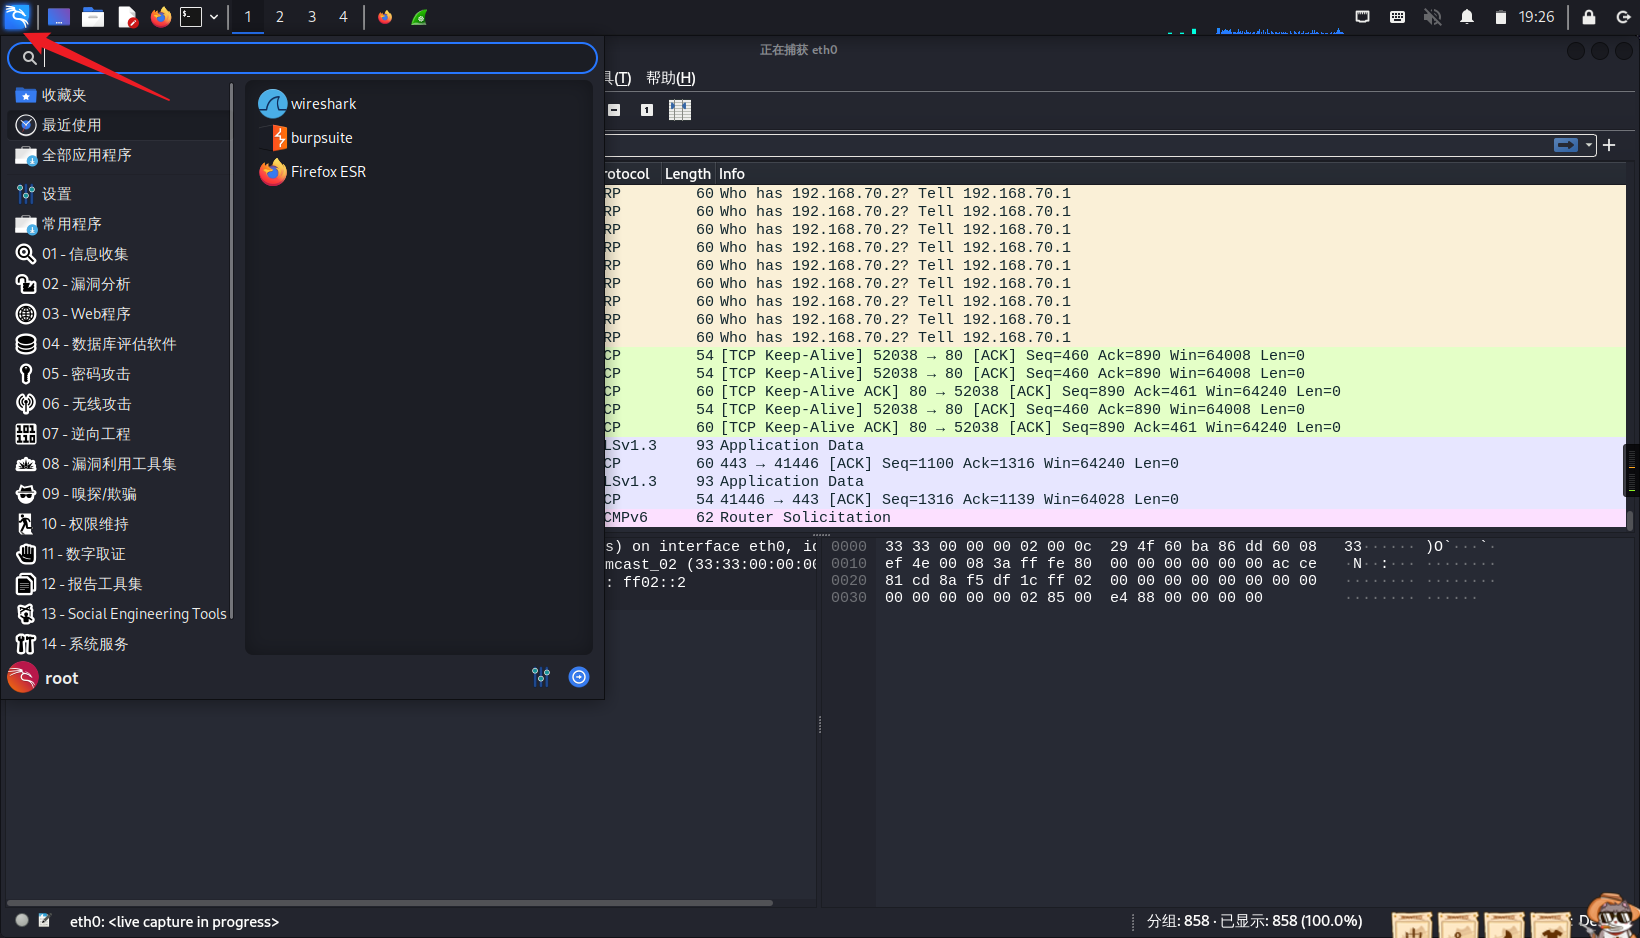 1 2 3 4 19:26
正在捕获 eth0
具(T) 帮助(H)
收藏夹
最近使用
全部应用程序
设置
常用程序
01 - 信息收集
02 - 漏洞分析
03 - Web程序
04 - 数据库评估软件
05 - 密码攻击
06 - 无线攻击
07 - 逆向工程
08 - 漏洞利用工具集
09 - 嗅探/欺骗
10 - 权限维持
11 - 数字取证
12 - 报告工具集
13 - Social Engineering Tools
14 - 系统服务
root
wireshark
burpsuite
Firefox ESR
rotocol Length Info
RP 60 Who has 192.168.70.2? Tell 192.168.70.1
RP 60 Who has 192.168.70.2? Tell 192.168.70.1
RP 60 Who has 192.168.70.2? Tell 192.168.70.1
RP 60 Who has 192.168.70.2? Tell 192.168.70.1
RP 60 Who has 192.168.70.2? Tell 192.168.70.1
RP 60 Who has 192.168.70.2? Tell 192.168.70.1
RP 60 Who has 192.168.70.2? Tell 192.168.70.1
RP 60 Who has 192.168.70.2? Tell 192.168.70.1
RP 60 Who has 192.168.70.2? Tell 192.168.70.1
CP 54 [TCP Keep-Alive] 52038 → 80 [ACK] Seq=460 Ack=890 Win=64008 Len=0
CP 54 [TCP Keep-Alive] 52038 → 80 [ACK] Seq=460 Ack=890 Win=64008 Len=0
CP 60 [TCP Keep-Alive ACK] 80 → 52038 [ACK] Seq=890 Ack=461 Win=64240 Len=0
CP 54 [TCP Keep-Alive] 52038 → 80 [ACK] Seq=460 Ack=890 Win=64008 Len=0
CP 60 [TCP Keep-Alive ACK] 80 → 52038 [ACK] Seq=890 Ack=461 Win=64240 Len=0
LSv1.3 93 Application Data
CP 60 443 → 41446 [ACK] Seq=1100 Ack=1316 Win=64240 Len=0
LSv1.3 93 Application Data
CP 54 41446 → 443 [ACK] Seq=1316 Ack=1139 Win=64028 Len=0
CMPv6 62 Router Solicitation
s) on interface eth0, id
mcast_02 (33:33:00:00:00
: ff02::2
0000 33 33 00 00 00 02 00 0c 29 4f 60 ba 86 dd 60 08 33······ )O`···`·
0010 ef 4e 00 08 3a ff fe 80 00 00 00 00 00 00 ac ce ·N··:··· ········
0020 81 cd 8a f5 df 1c ff 02 00 00 00 00 00 00 00 00 ········ ········
0030 00 00 00 00 00 02 85 00 e4 88 00 00 00 00 ········ ······
eth0: <live capture in progress>
分组: 858 · 已显示: 858 (100.0%)